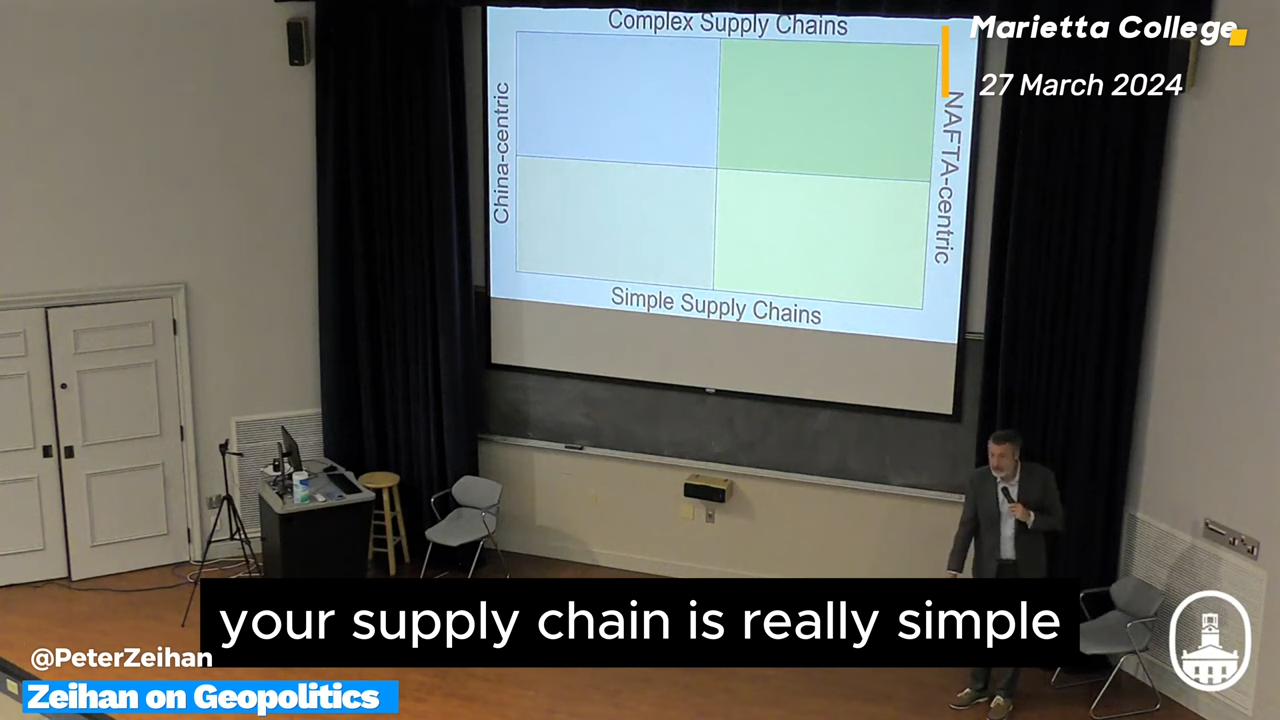 Complex Supply Chains
China-centric
NAFTA-centric
Simple Supply Chains
Marietta College
27 March 2024
your supply chain is really simple
@PeterZeihan
Zeihan on Geopolitics